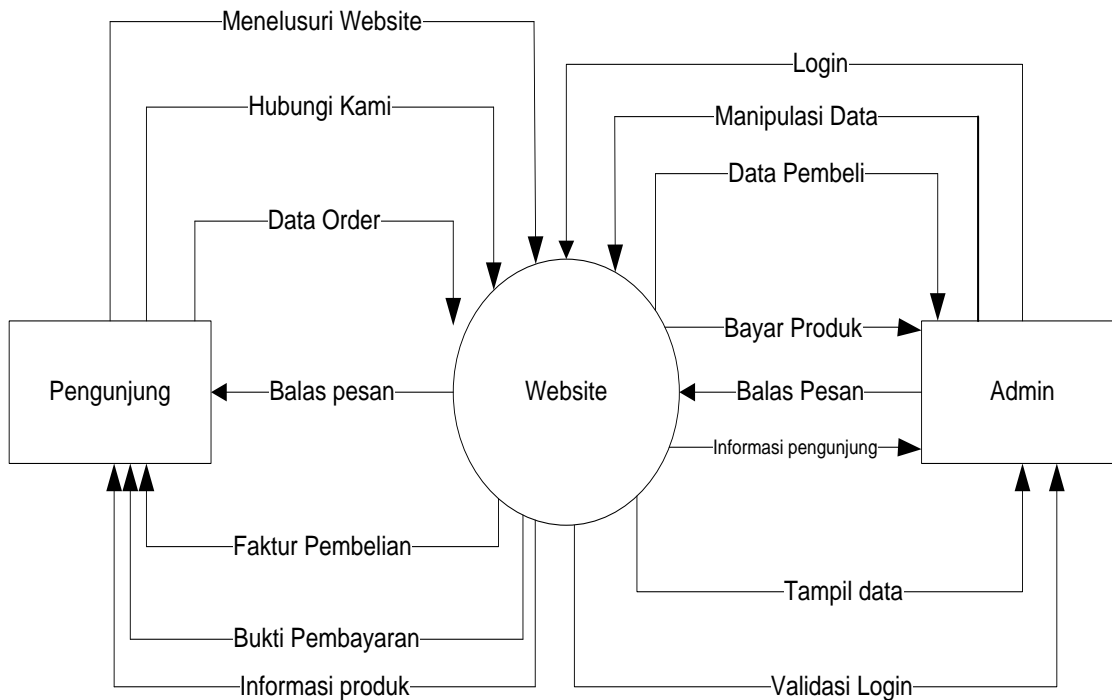 Menelusuri Website
Login
Hubungi Kami
Manipulasi Data
Data Pembeli
Data Order
Bayar Produk
Pengunjung
Balas pesan
Website
Balas Pesan
Admin
Informasi pengunjung
Faktur Pembelian
Tampil data
Bukti Pembayaran
Informasi produk
Validasi Login